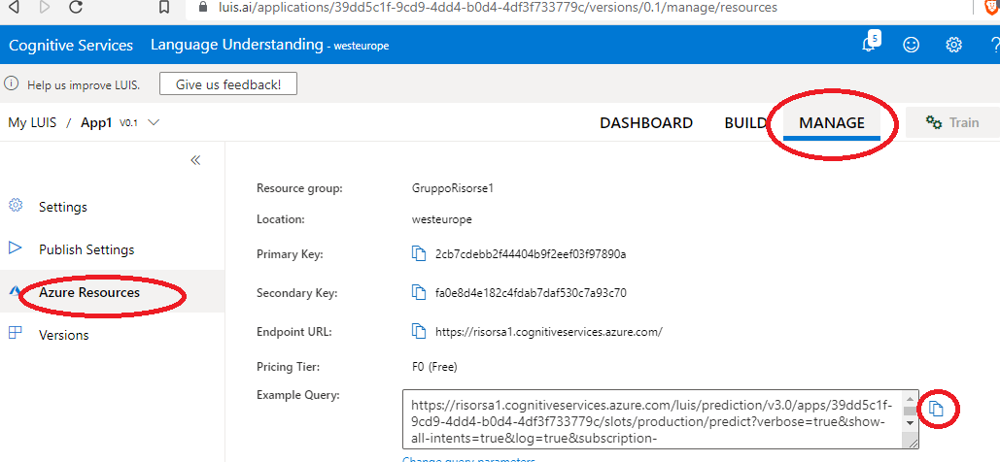 luis.ai/applications/39dd5c1f-9cd9-4dd4-b0d4-4df3f733779c/versions/0.1/manage/resources
Cognitive Services Language Understanding - westeurope 5 ?
Help us improve LUIS. Give us feedback!
My LUIS / App1 V0.1 DASHBOARD BUILD MANAGE Train
«
Resource group: GruppoRisorse1
Settings
Location: westeurope
Publish Settings
Primary Key: 2cb7cdebb2f44404b9f2eef03f97890a
Azure Resources
Secondary Key: fa0e8d4e182c4fdab7daf530c7a93c70
Versions
Endpoint URL: https://risorsa1.cognitiveservices.azure.com/
Pricing Tier: F0 (Free)
Example Query: https://risorsa1.cognitiveservices.azure.com/luis/prediction/v3.0/apps/39dd5c1f-
9cd9-4dd4-b0d4-4df3f733779c/slots/production/predict?verbose=true&show-
all-intents=true&log=true&subscription-
Change query parameters